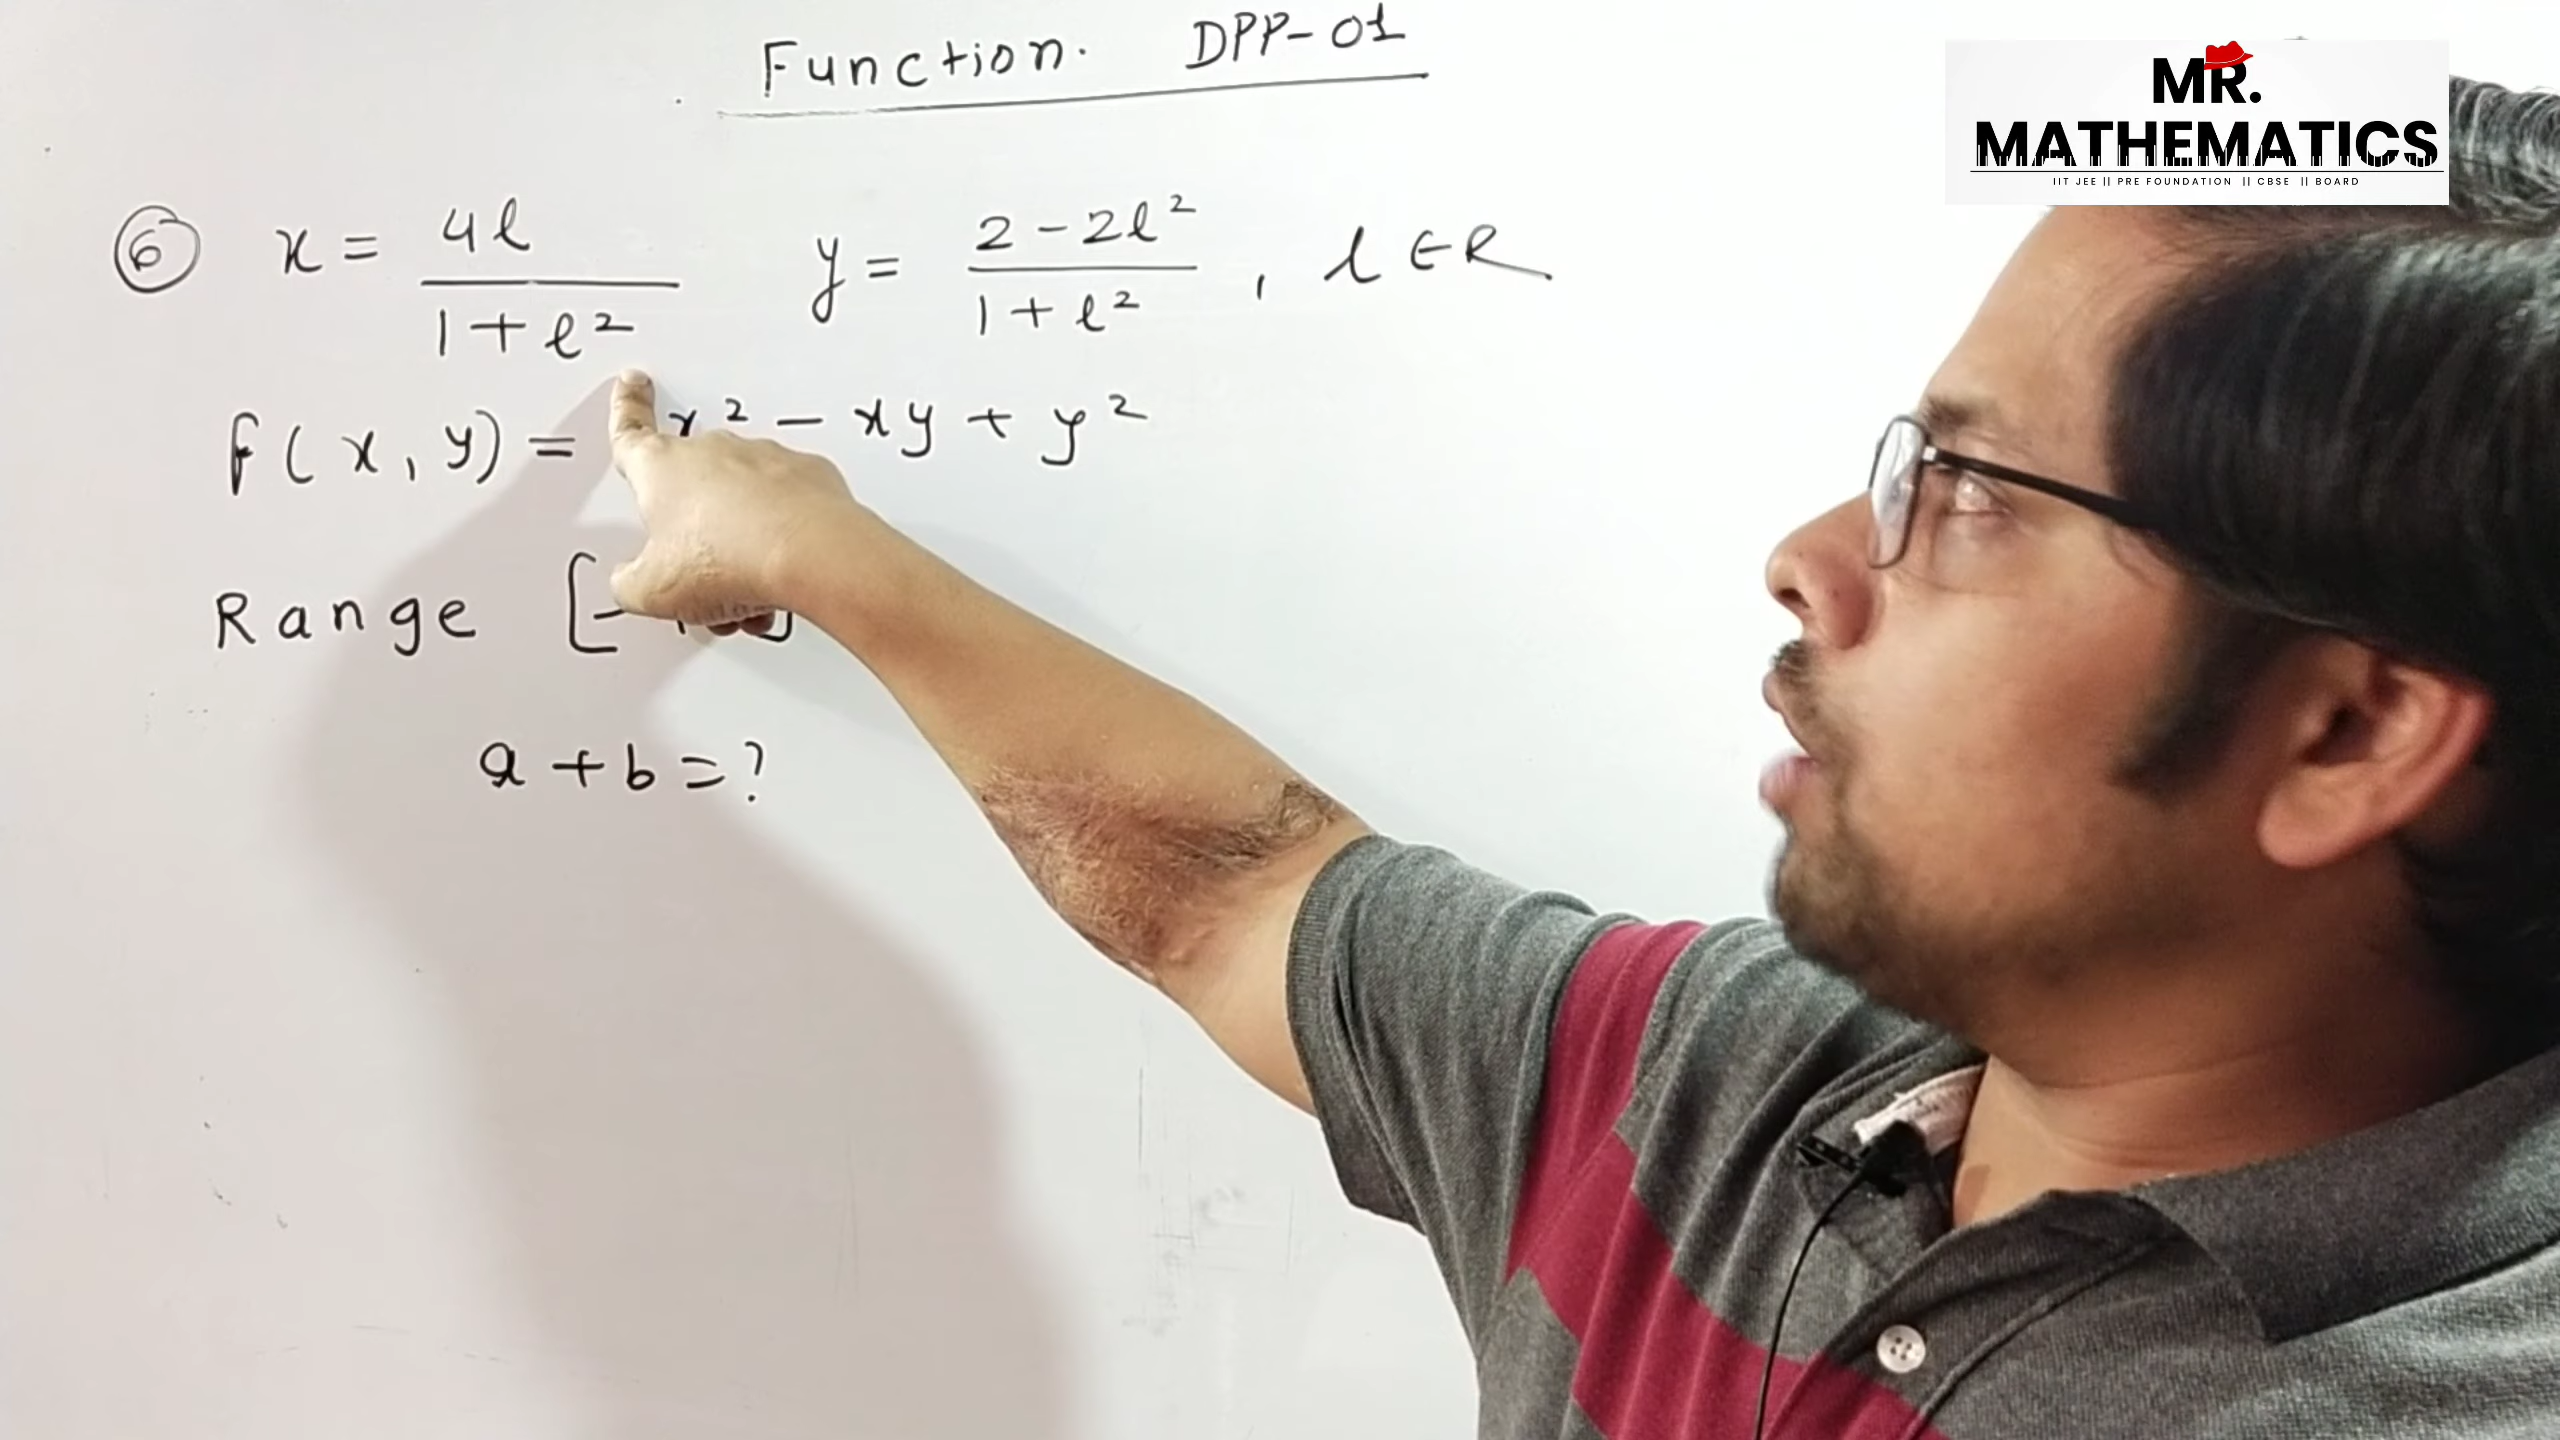 Function. DPP-01
MR.
MATHEMATICS
IIT JEE || PRE FOUNDATION || CBSE || BOARD
⑥ x = 4l / 1+l² y = 2-2l² / 1+l² , l ∈ R
f(x,y) = x² - xy + y²
Range [
a + b = ?